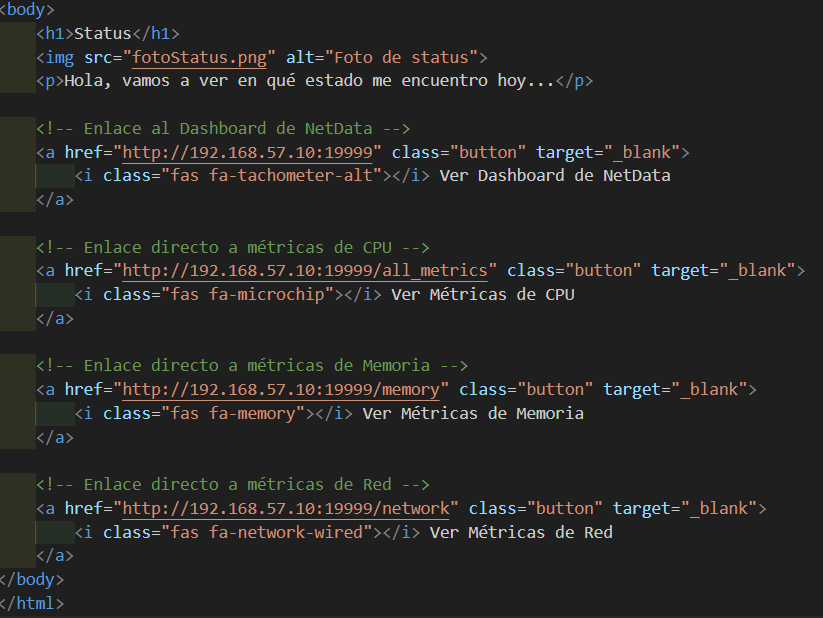 <body>
<h1>Status</h1>
<img src="fotoStatus.png" alt="Foto de status">
<p>Hola, vamos a ver en qué estado me encuentro hoy...</p>
<!-- Enlace al Dashboard de NetData -->
<a href="http://192.168.57.10:19999" class="button" target="_blank">
<i class="fas fa-tachometer-alt"></i> Ver Dashboard de NetData
</a>
<!-- Enlace directo a métricas de CPU -->
<a href="http://192.168.57.10:19999/all_metrics" class="button" target="_blank">
<i class="fas fa-microchip"></i> Ver Métricas de CPU
</a>
<!-- Enlace directo a métricas de Memoria -->
<a href="http://192.168.57.10:19999/memory" class="button" target="_blank">
<i class="fas fa-memory"></i> Ver Métricas de Memoria
</a>
<!-- Enlace directo a métricas de Red -->
<a href="http://192.168.57.10:19999/network" class="button" target="_blank">
<i class="fas fa-network-wired"></i> Ver Métricas de Red
</a>
</body>
</html>